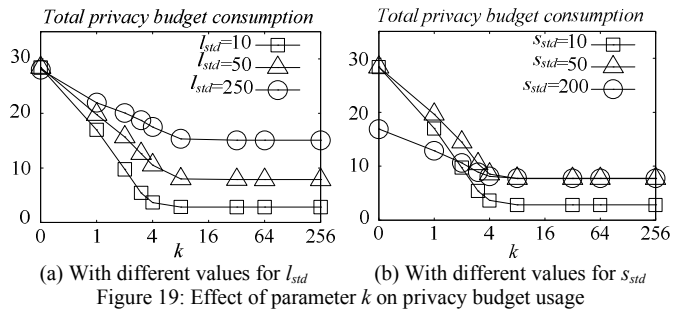 Total privacy budget consumption
30
20
10
0
l_std=10
l_std=50
l_std=250
0 1 4 16 64 256
k
(a) With different values for l_std
Total privacy budget consumption
30
20
10
0
s_std=10
s_std=50
s_std=200
0 1 4 16 64 256
k
(b) With different values for s_std
Figure 19: Effect of parameter k on privacy budget usage